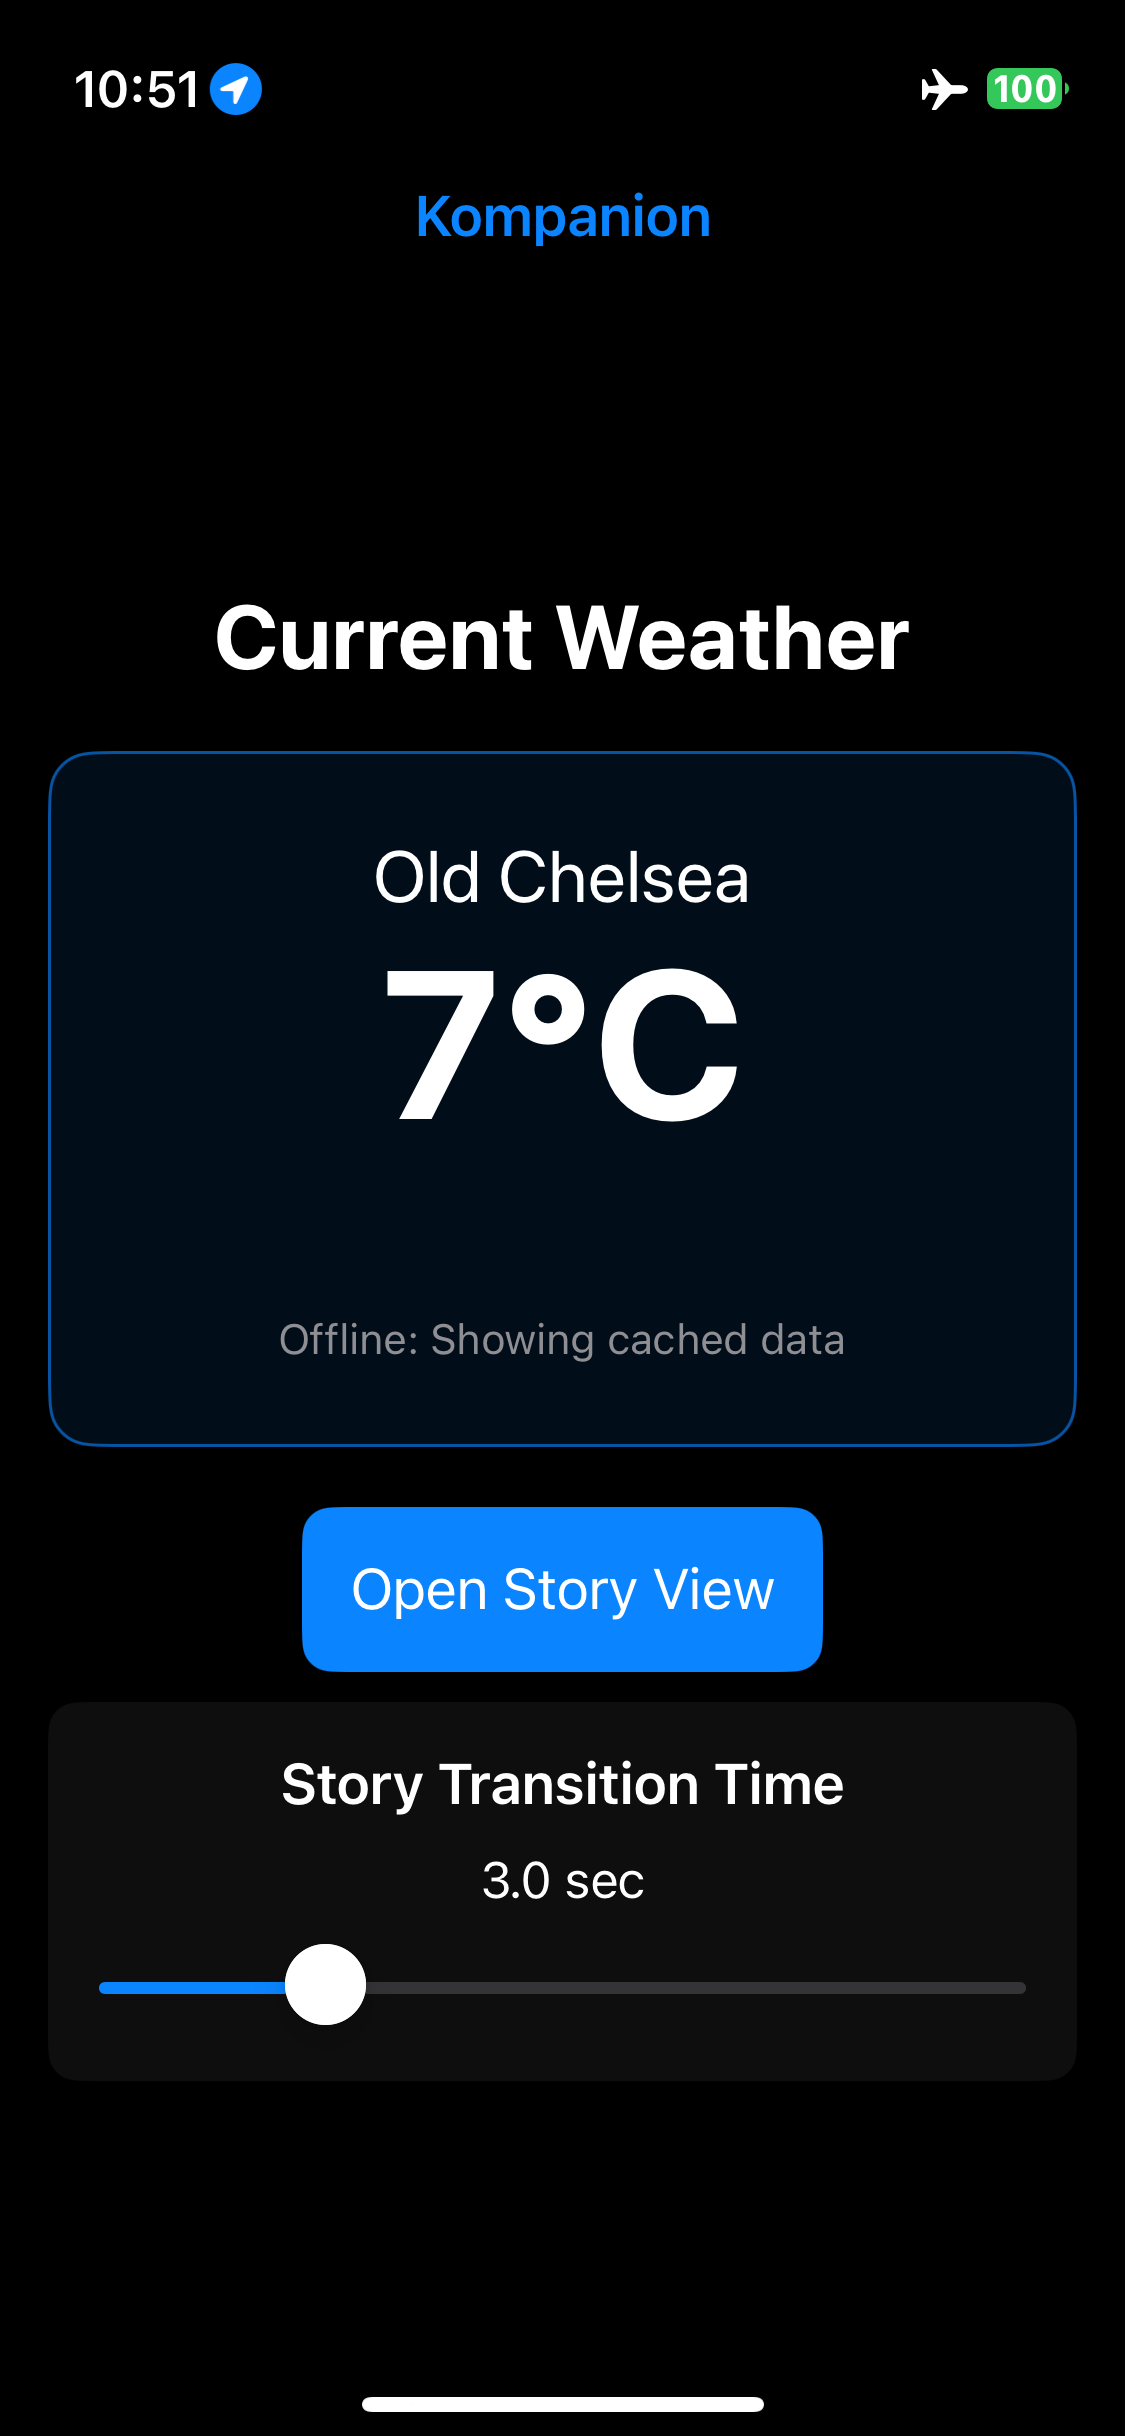 10:51
100
Kompanion
Current Weather
Old Chelsea
7°C
Offline: Showing cached data
Open Story View
Story Transition Time
3.0 sec